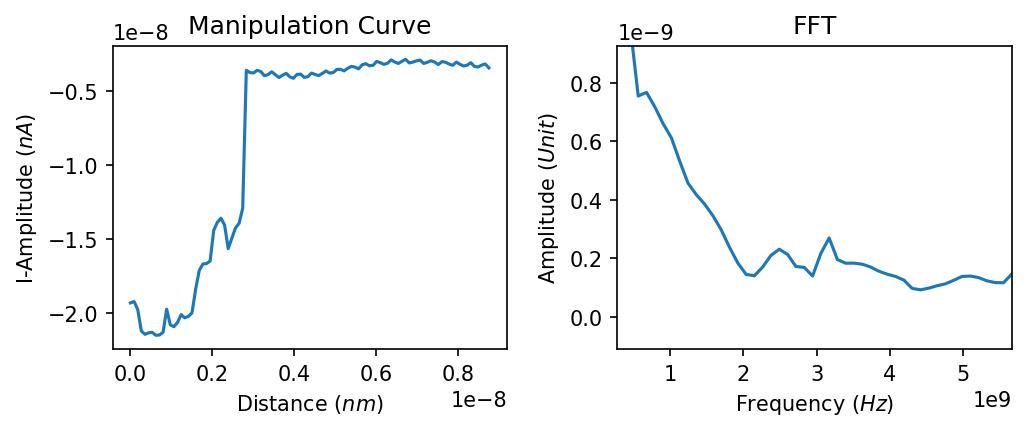 Manipulation Curve
1e−8
I-Amplitude (nA)
−0.5
−1.0
−1.5
−2.0
0.0 0.2 0.4 0.6 0.8
1e−8
Distance (nm)
FFT
1e−9
Amplitude (Unit)
0.8
0.6
0.4
0.2
0.0
1 2 3 4 5
1e9
Frequency (Hz)